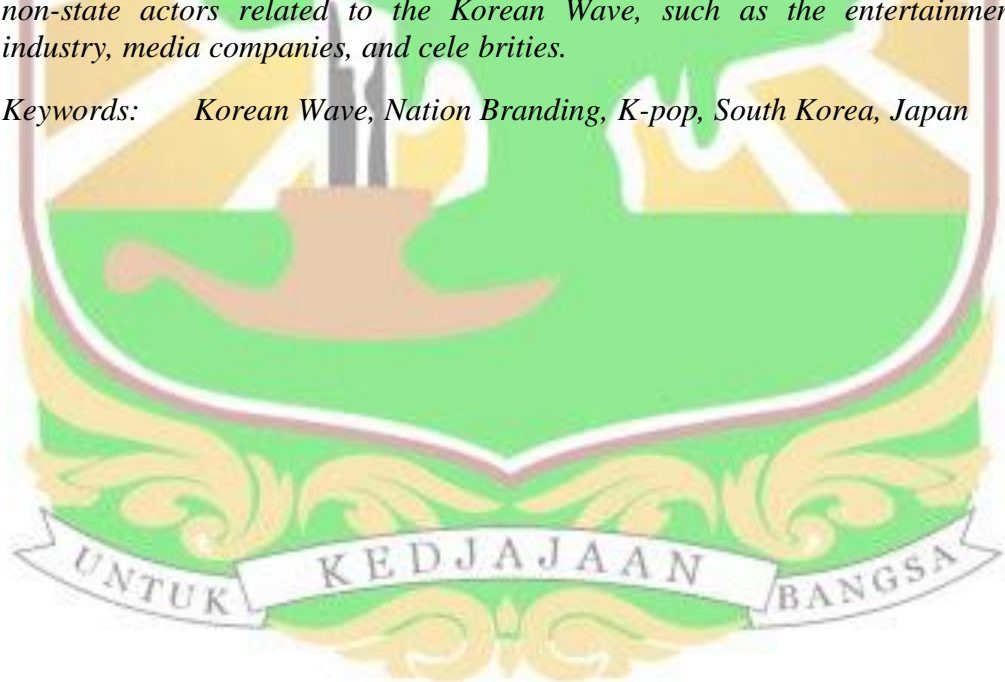 non-state actors related to the Korean Wave, such as the entertainmen
industry, media companies, and cele brities.
Keywords: Korean Wave, Nation Branding, K-pop, South Korea, Japan
UNTUK KEDJAJAAN BANGSA